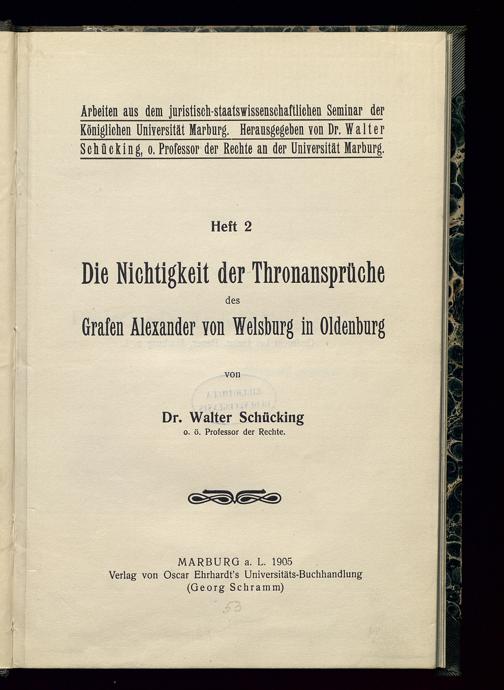 Arbeiten aus dem juristisch-staatswissenschaftlichen Seminar der
Königlichen Universität Marburg. Herausgegeben von Dr. Walter
Schücking, o. Professor der Rechte an der Universität Marburg.
Heft 2
Die Nichtigkeit der Thronansprüche
des
Grafen Alexander von Welsburg in Oldenburg
von
Dr. Walter Schücking
o. ö. Professor der Rechte.
MARBURG a. L. 1905
Verlag von Oscar Ehrhardt's Universitäts-Buchhandlung
(Georg Schramm)
53